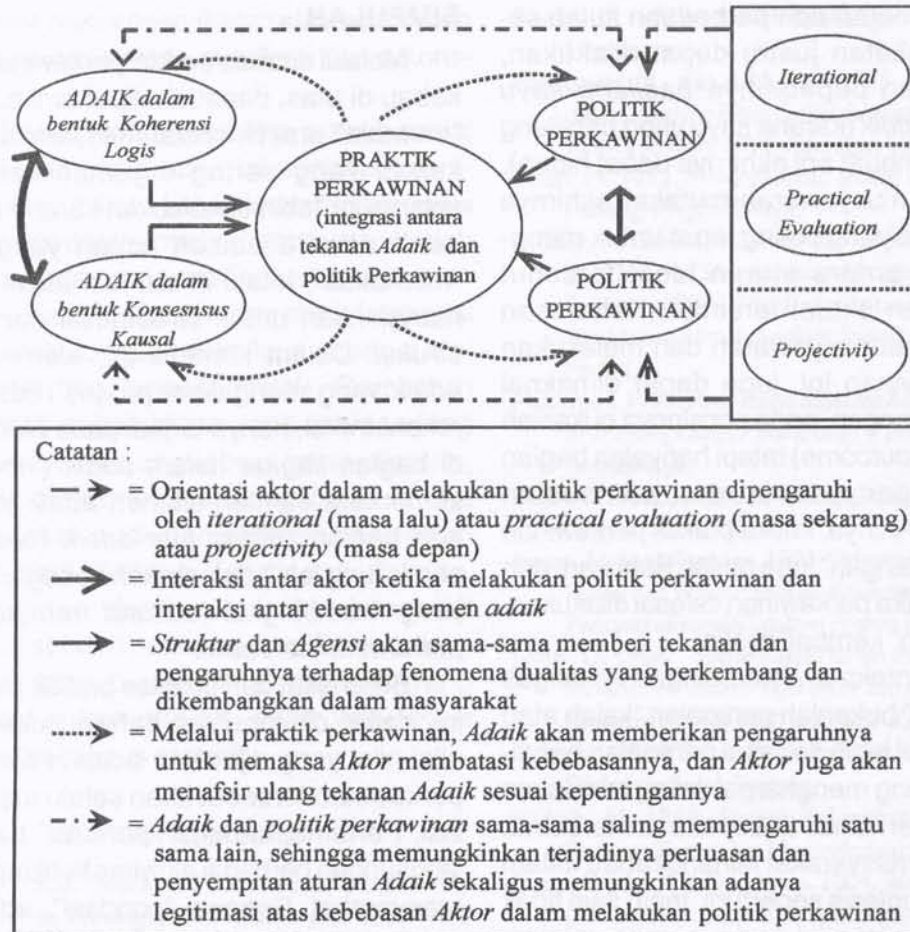 ADAIK dalam
bentuk Koherensi
Logis
PRAKTIK
PERKAWINAN
(integrasi antara
tekanan Adaik dan
politik Perkawinan
POLITIK
PERKAWINAN
Iterational
Practical
Evaluation
Projectivity
ADAIK dalam
bentuk Konsesnsus
Kausal
POLITIK
PERKAWINAN
Catatan :
= Orientasi aktor dalam melakukan politik perkawinan dipengaruhi
oleh iterational (masa lalu) atau practical evaluation (masa sekarang)
atau projectivity (masa depan)
= Interaksi antar aktor ketika melakukan politik perkawinan dan
interaksi antar elemen-elemen adaik
= Struktur dan Agensi akan sama-sama memberi tekanan dan
pengaruhnya terhadap fenomena dualitas yang berkembang dan
dikembangkan dalam masyarakat
= Melalui praktik perkawinan, Adaik akan memberikan pengaruhnya
untuk memaksa Aktor membatasi kebebasannya, dan Aktor juga akan
menafsir ulang tekanan Adaik sesuai kepentingannya
= Adaik dan politik perkawinan sama-sama saling mempengaruhi satu
sama lain, sehingga memungkinkan terjadinya perluasan dan
penyempitan aturan Adaik sekaligus memungkinkan adanya
legitimasi atas kebebasan Aktor dalam melakukan politik perkawinan